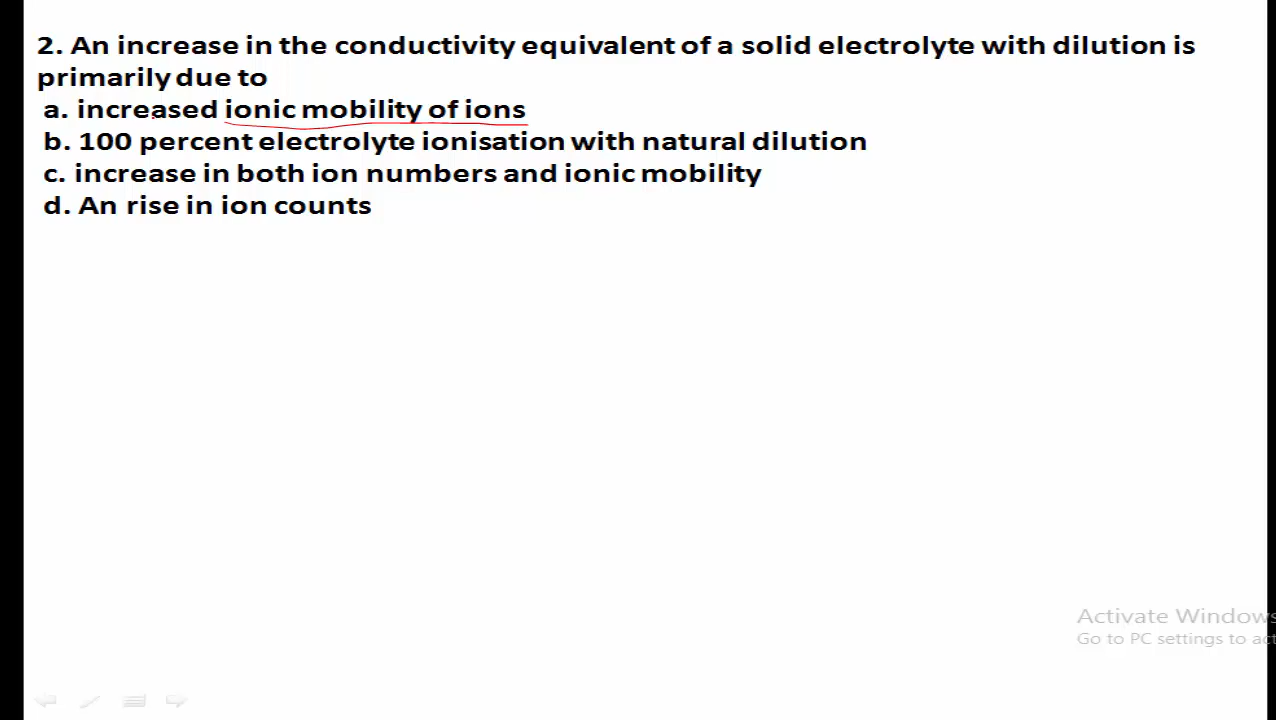 2. An increase in the conductivity equivalent of a solid electrolyte with dilution is
primarily due to
a. increased ionic mobility of ions
b. 100 percent electrolyte ionisation with natural dilution
c. increase in both ion numbers and ionic mobility
d. An rise in ion counts
Activate Windows
Go to PC settings to act